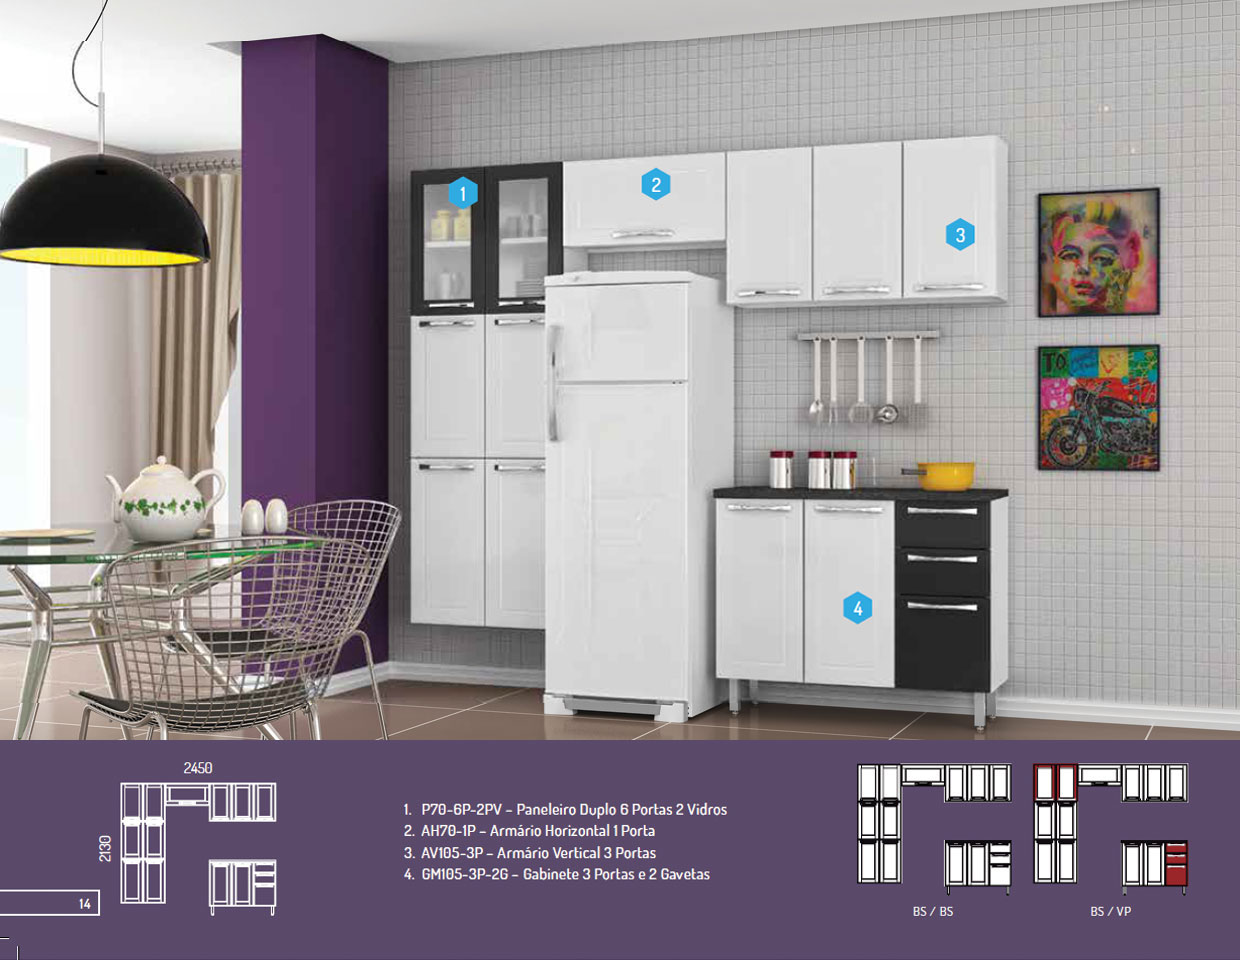 1
2
3
4
TO
2450
2130
1. P70-6P-2PV – Paneleiro Duplo 6 Portas 2 Vidros
2. AH70-1P – Armário Horizontal 1 Porta
3. AV105-3P – Armário Vertical 3 Portas
4. GM105-3P-2G – Gabinete 3 Portas e 2 Gavetas
14
BS / BS
BS / VP